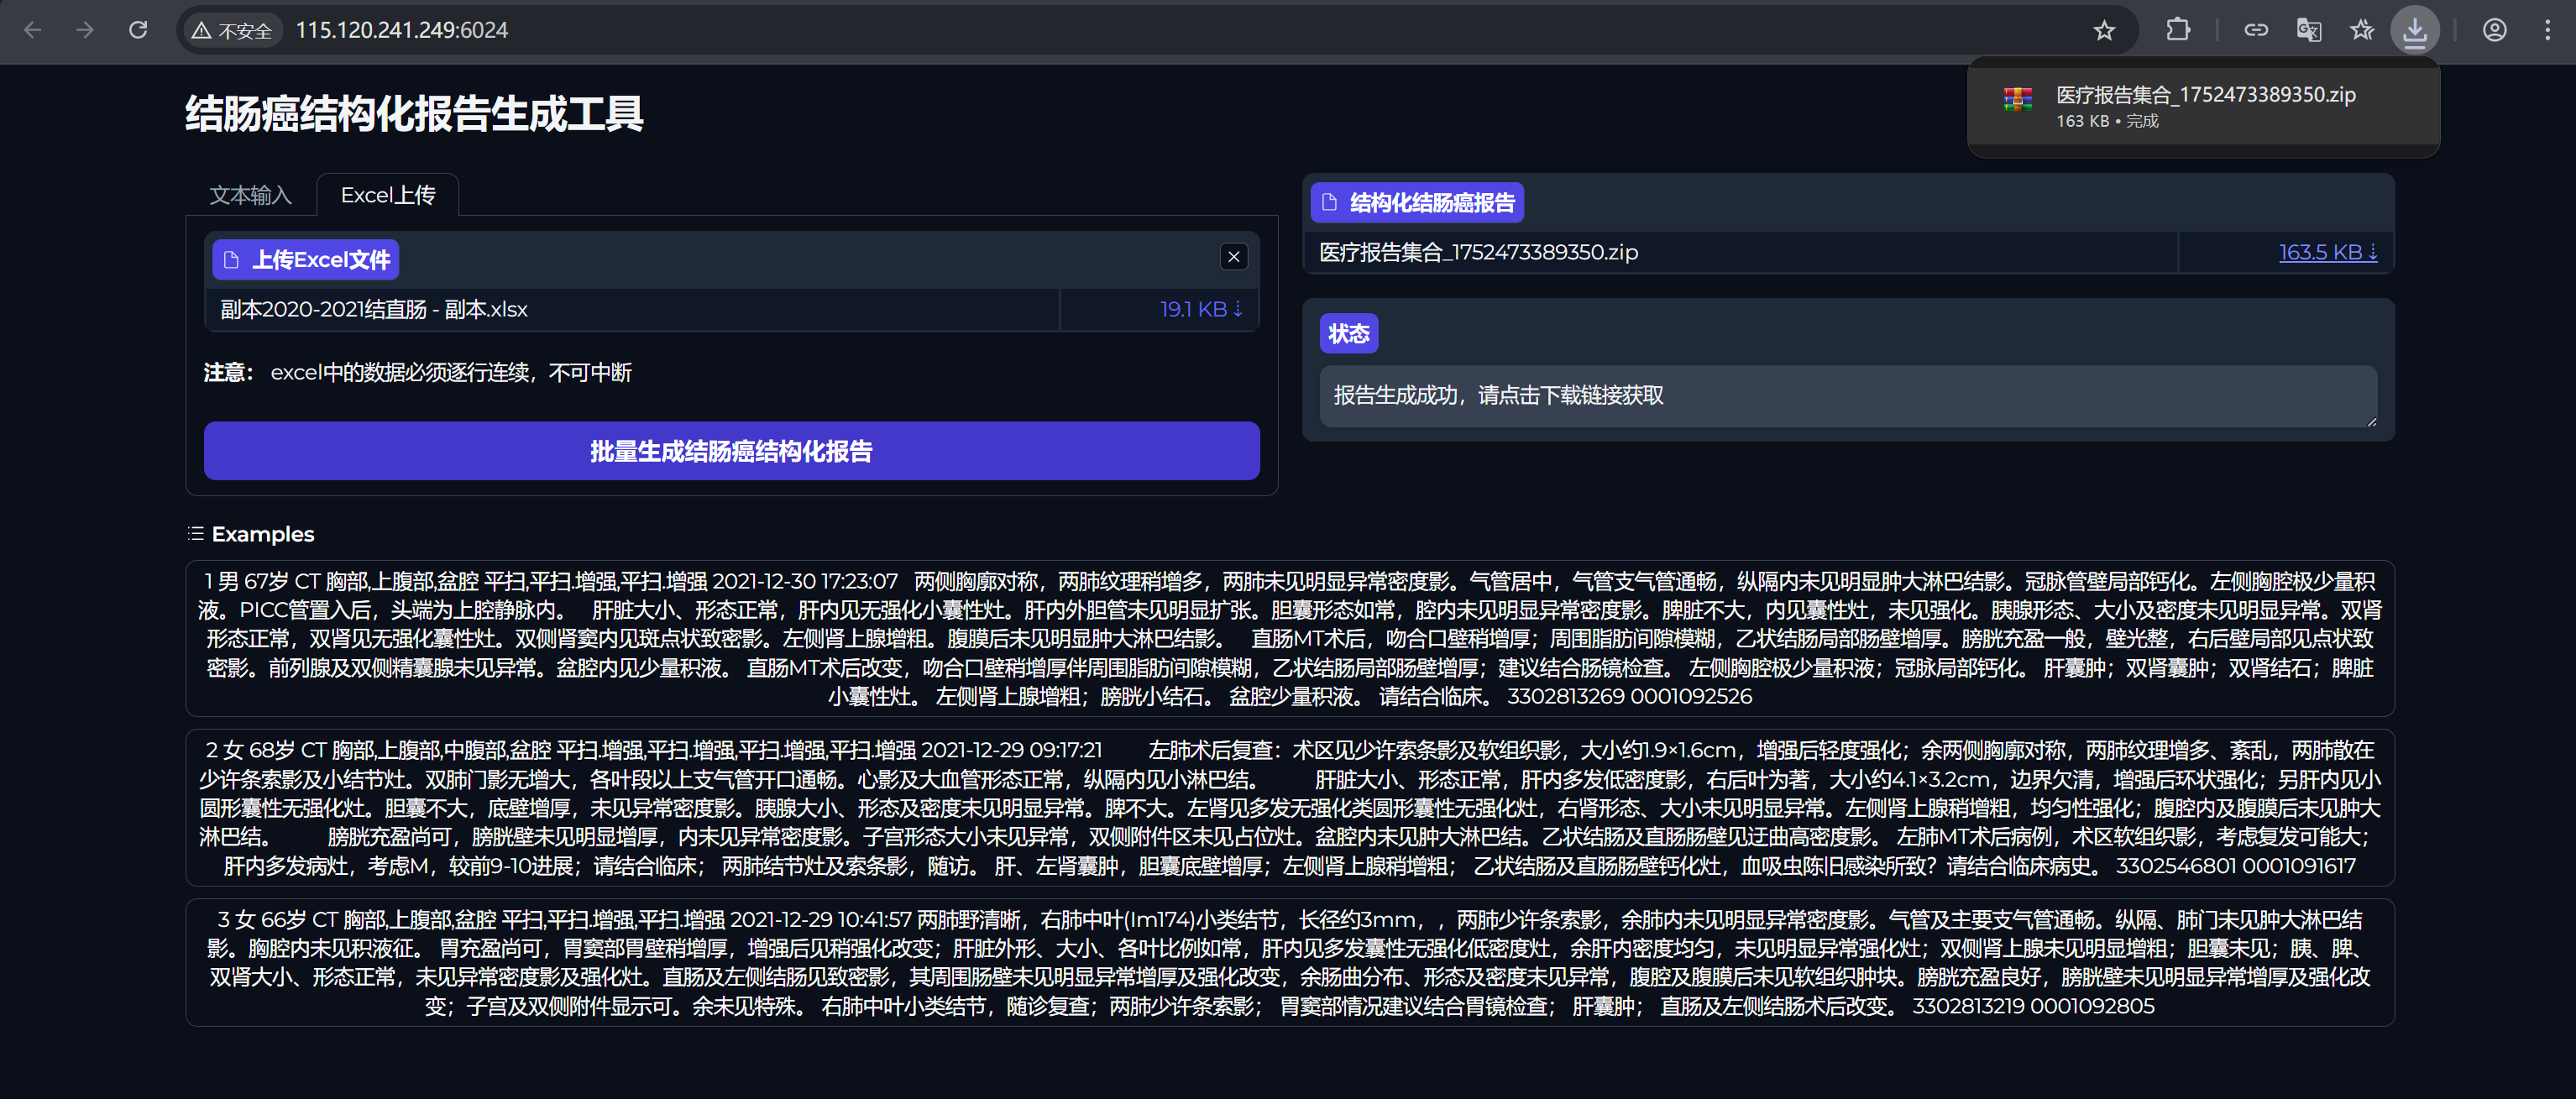 不安全 115.120.241.249:6024
医疗报告集合_1752473389350.zip
163 KB • 完成
结肠癌结构化报告生成工具
文本输入 Excel上传
上传Excel文件
副本2020-2021结直肠 - 副本.xlsx 19.1 KB ⇣
注意： excel中的数据必须逐行连续，不可中断
批量生成结肠癌结构化报告
结构化结肠癌报告
医疗报告集合_1752473389350.zip 163.5 KB ⇣
状态
报告生成成功，请点击下载链接获取
Examples
1 男 67岁 CT 胸部,上腹部,盆腔 平扫,平扫.增强,平扫.增强 2021-12-30 17:23:07 两侧胸廓对称，两肺纹理稍增多，两肺未见明显异常密度影。气管居中，气管支气管通畅，纵隔内未见明显肿大淋巴结影。冠脉管壁局部钙化。左侧胸腔极少量积
液。PICC管置入后，头端为上腔静脉内。 肝脏大小、形态正常，肝内见无强化小囊性灶。肝内外胆管未见明显扩张。胆囊形态如常，腔内未见明显异常密度影。脾脏不大，内见囊性灶，未见强化。胰腺形态、大小及密度未见明显异常。双肾
形态正常，双肾见无强化囊性灶。双侧肾窦内见斑点状致密影。左侧肾上腺增粗。腹膜后未见明显肿大淋巴结影。 直肠MT术后，吻合口壁稍增厚；周围脂肪间隙模糊，乙状结肠局部肠壁增厚。膀胱充盈一般，壁光整，右后壁局部见点状致
密影。前列腺及双侧精囊腺未见异常。盆腔内见少量积液。 直肠MT术后改变，吻合口壁稍增厚伴周围脂肪间隙模糊，乙状结肠局部肠壁增厚；建议结合肠镜检查。 左侧胸腔极少量积液；冠脉局部钙化。 肝囊肿；双肾囊肿；双肾结石；脾脏
小囊性灶。 左侧肾上腺增粗；膀胱小结石。 盆腔少量积液。 请结合临床。 3302813269 0001092526
2 女 68岁 CT 胸部,上腹部,中腹部,盆腔 平扫.增强,平扫.增强,平扫.增强,平扫.增强 2021-12-29 09:17:21 左肺术后复查：术区见少许索条影及软组织影，大小约1.9×1.6cm，增强后轻度强化；余两侧胸廓对称，两肺纹理增多、紊乱，两肺散在
少许条索影及小结节灶。双肺门影无增大，各叶段以上支气管开口通畅。心影及大血管形态正常，纵隔内见小淋巴结。 肝脏大小、形态正常，肝内多发低密度影，右后叶为著，大小约4.1×3.2cm，边界欠清，增强后环状强化；另肝内见小
圆形囊性无强化灶。胆囊不大，底壁增厚，未见异常密度影。胰腺大小、形态及密度未见明显异常。脾不大。左肾见多发无强化类圆形囊性无强化灶，右肾形态、大小未见明显异常。左侧肾上腺稍增粗，均匀性强化；腹腔内及腹膜后未见肿大
淋巴结。 膀胱充盈尚可，膀胱壁未见明显增厚，内未见异常密度影。子宫形态大小未见异常，双侧附件区未见占位灶。盆腔内未见肿大淋巴结。乙状结肠及直肠肠壁见迂曲高密度影。 左肺MT术后病例，术区软组织影，考虑复发可能大；
肝内多发病灶，考虑M，较前9-10进展；请结合临床； 两肺结节灶及索条影，随访。 肝、左肾囊肿，胆囊底壁增厚；左侧肾上腺稍增粗； 乙状结肠及直肠肠壁钙化灶，血吸虫陈旧感染所致？请结合临床病史。 3302546801 0001091617
3 女 66岁 CT 胸部,上腹部,盆腔 平扫,平扫.增强,平扫.增强 2021-12-29 10:41:57 两肺野清晰，右肺中叶(Im174)小类结节，长径约3mm，，两肺少许条索影，余肺内未见明显异常密度影。气管及主要支气管通畅。纵隔、肺门未见肿大淋巴结
影。胸腔内未见积液征。 胃充盈尚可，胃窦部胃壁稍增厚，增强后见稍强化改变；肝脏外形、大小、各叶比例如常，肝内见多发囊性无强化低密度灶，余肝内密度均匀，未见明显异常强化灶；双侧肾上腺未见明显增粗；胆囊未见；胰、脾、
双肾大小、形态正常，未见异常密度影及强化灶。直肠及左侧结肠见致密影，其周围肠壁未见明显异常增厚及强化改变，余肠曲分布、形态及密度未见异常，腹腔及腹膜后未见软组织肿块。膀胱充盈良好，膀胱壁未见明显异常增厚及强化改
变；子宫及双侧附件显示可。余未见特殊。 右肺中叶小类结节，随诊复查；两肺少许条索影； 胃窦部情况建议结合胃镜检查； 肝囊肿； 直肠及左侧结肠术后改变。 3302813219 0001092805